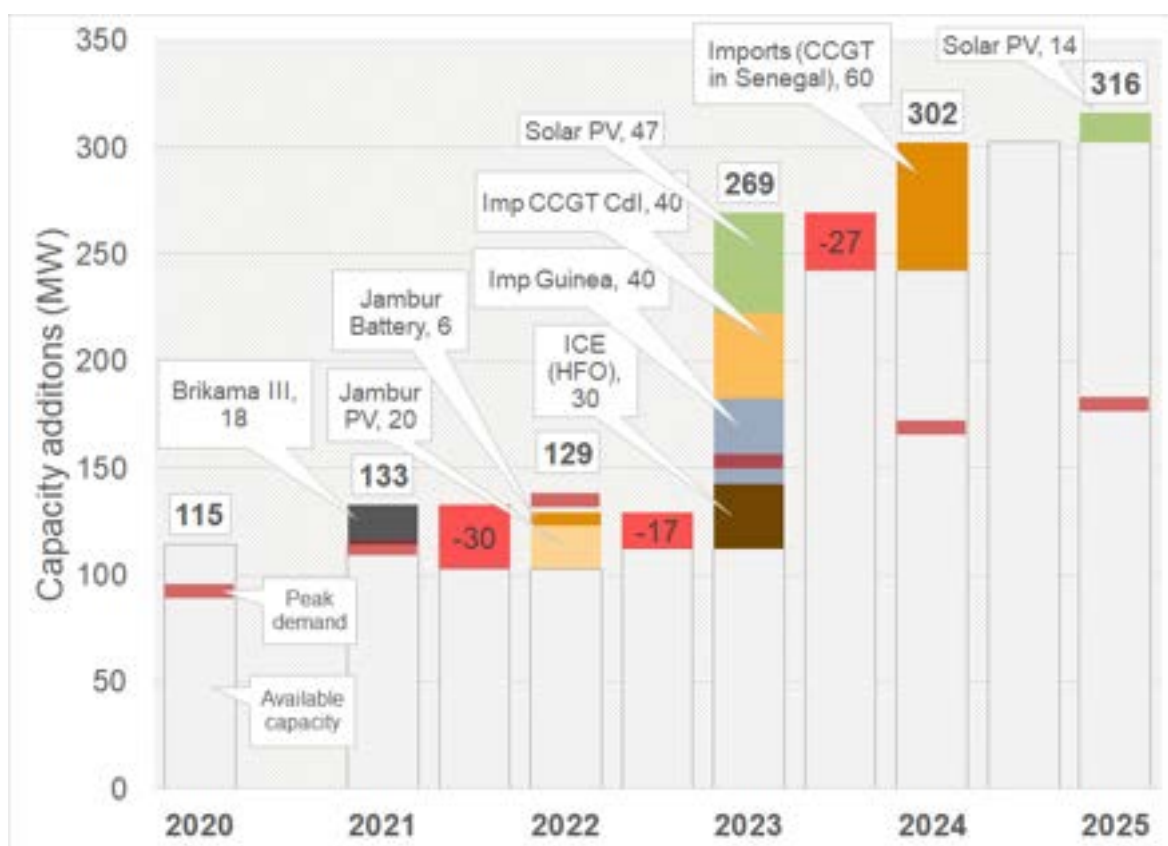 Capacity additons (MW)
350
300
250
200
150
100
50
0
115
Peak
demand
Available
capacity
Brikama III,
18
133
-30
Jambur
Battery, 6
Jambur
PV, 20
129
-17
Solar PV, 47
Imp CCGT CdI, 40
Imp Guinea, 40
ICE
(HFO),
30
269
-27
Imports (CCGT
in Senegal), 60
302
Solar PV, 14
316
2020
2021
2022
2023
2024
2025